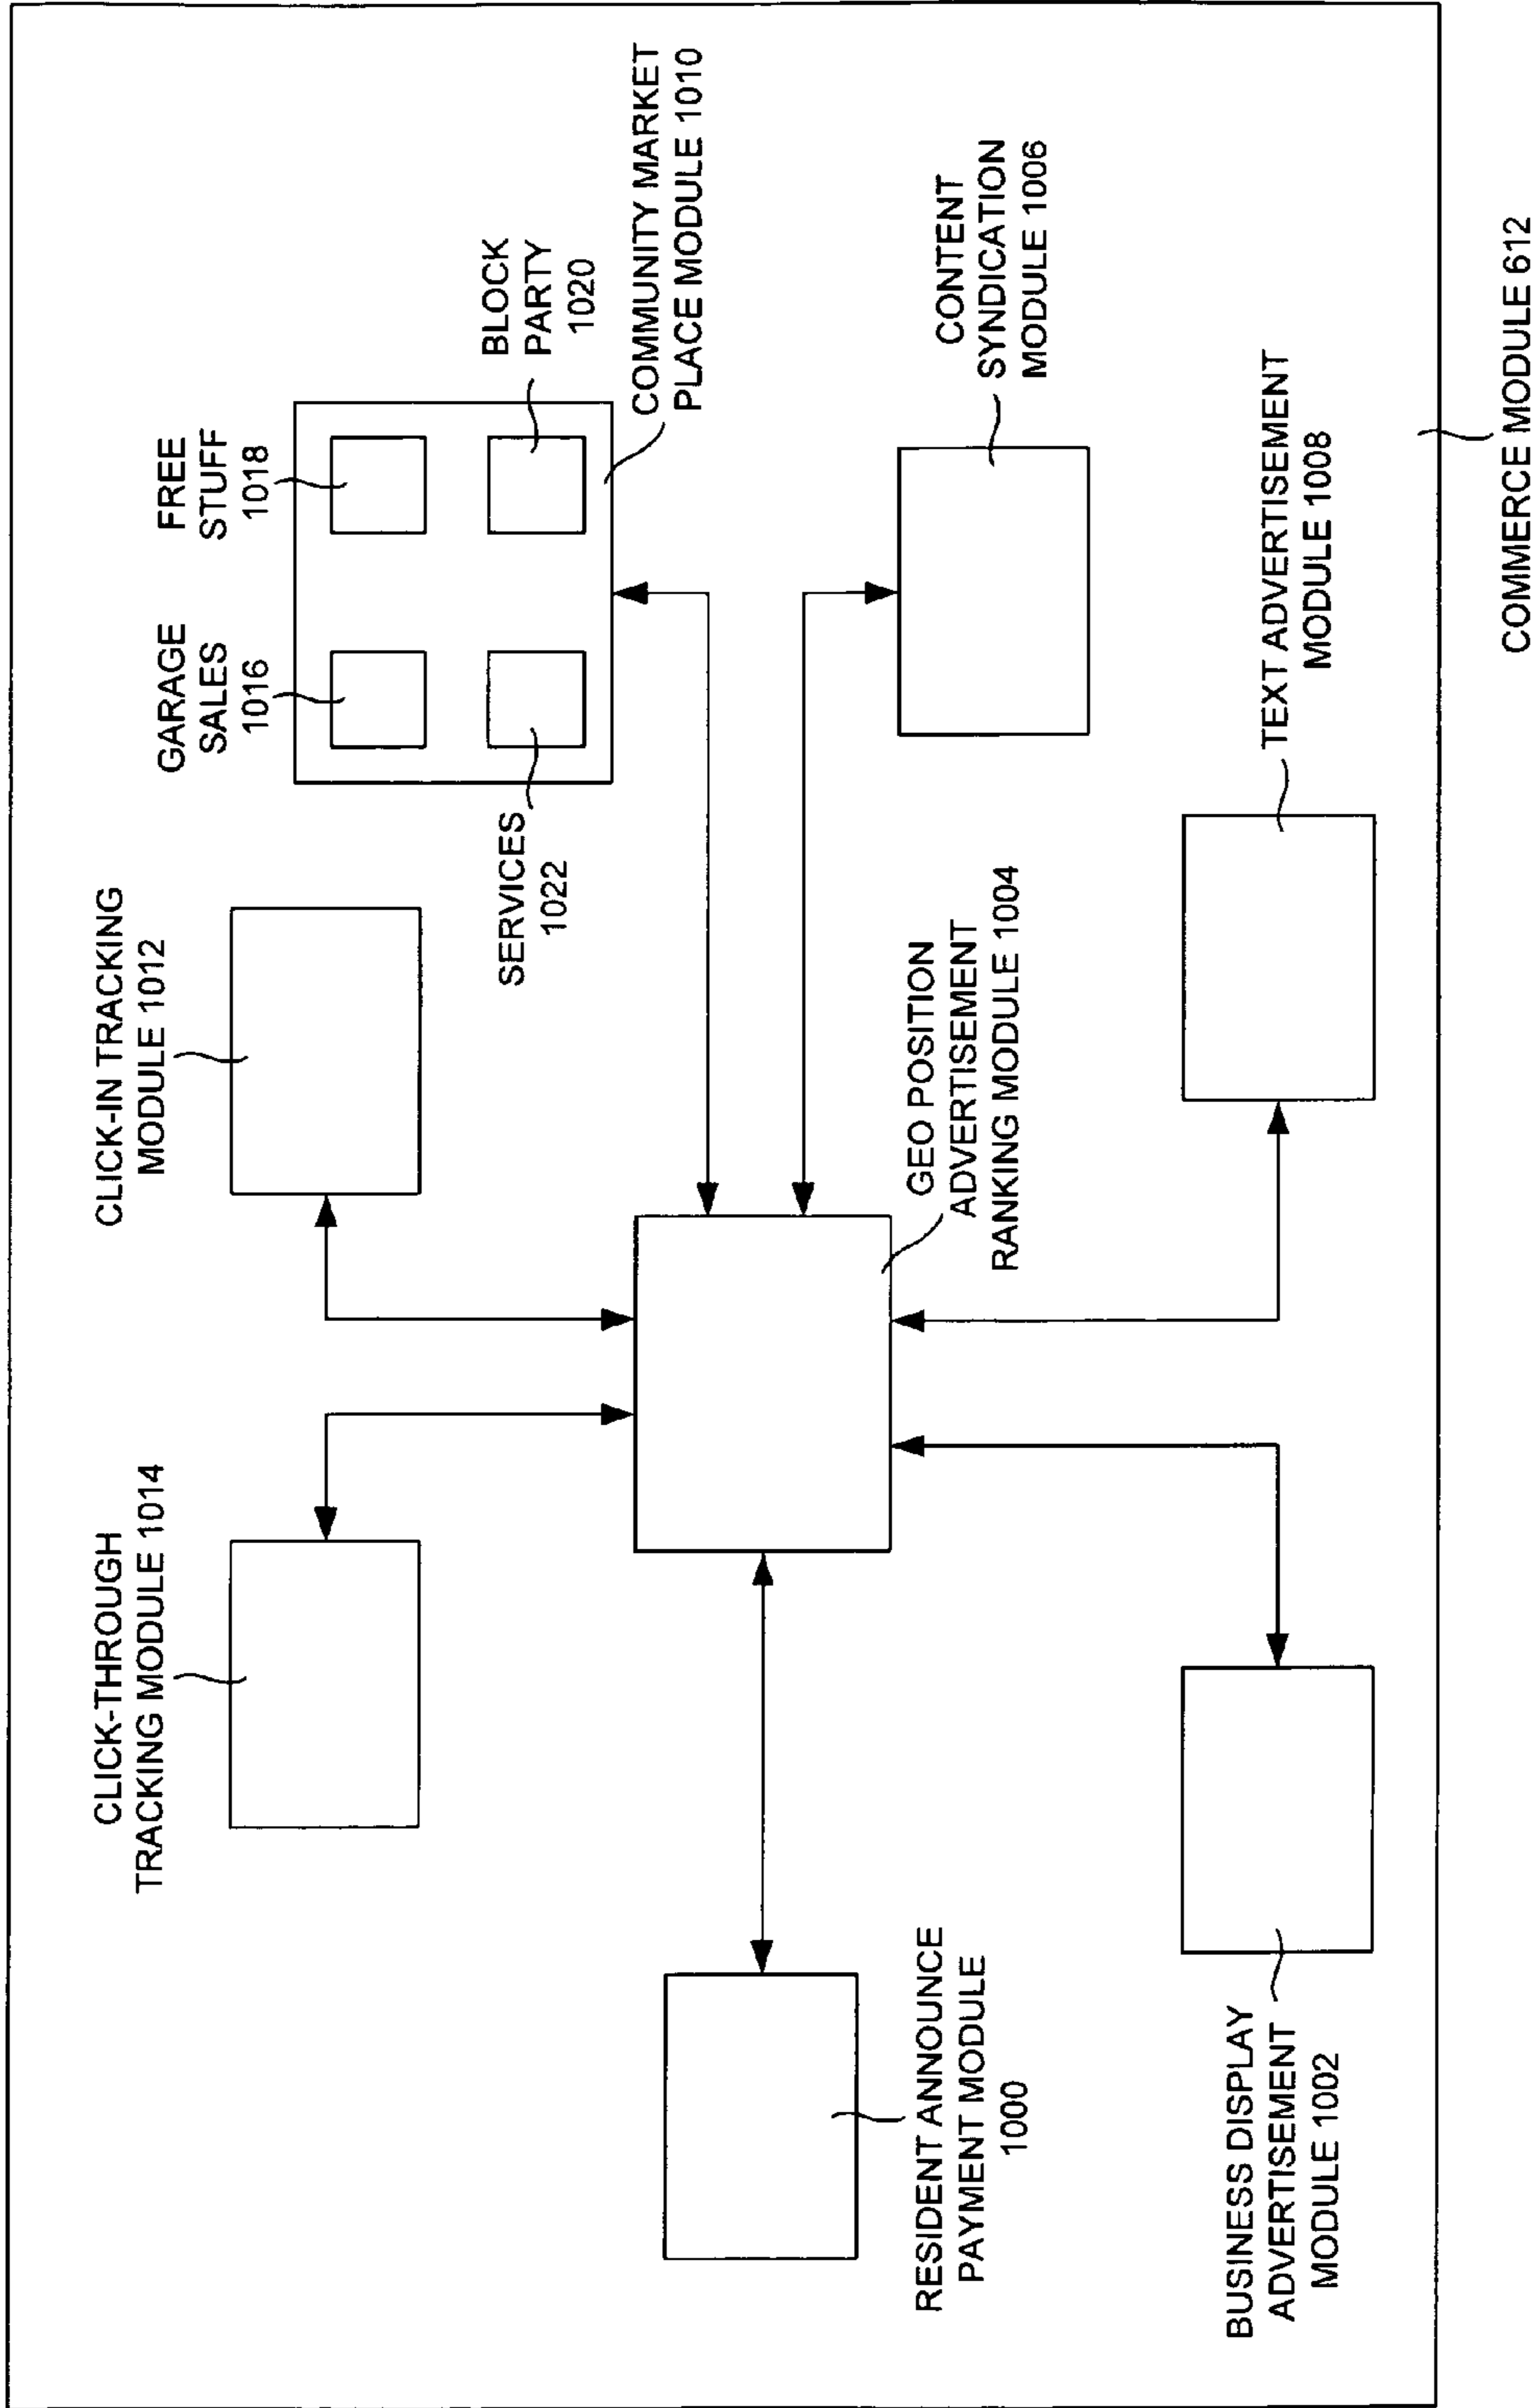 CLICK-THROUGH
TRACKING MODULE 1014
CLICK-IN TRACKING
MODULE 1012
GARAGE
SALES
1016
FREE
STUFF
1018
SERVICES
1022
BLOCK
PARTY
1020
COMMUNITY MARKET
PLACE MODULE 1010
RESIDENT ANNOUNCE
PAYMENT MODULE
1000
GEO POSITION
ADVERTISEMENT
RANKING MODULE 1004
CONTENT
SYNDICATION
MODULE 1006
BUSINESS DISPLAY
ADVERTISEMENT
MODULE 1002
TEXT ADVERTISEMENT
MODULE 1008
COMMERCE MODULE 612